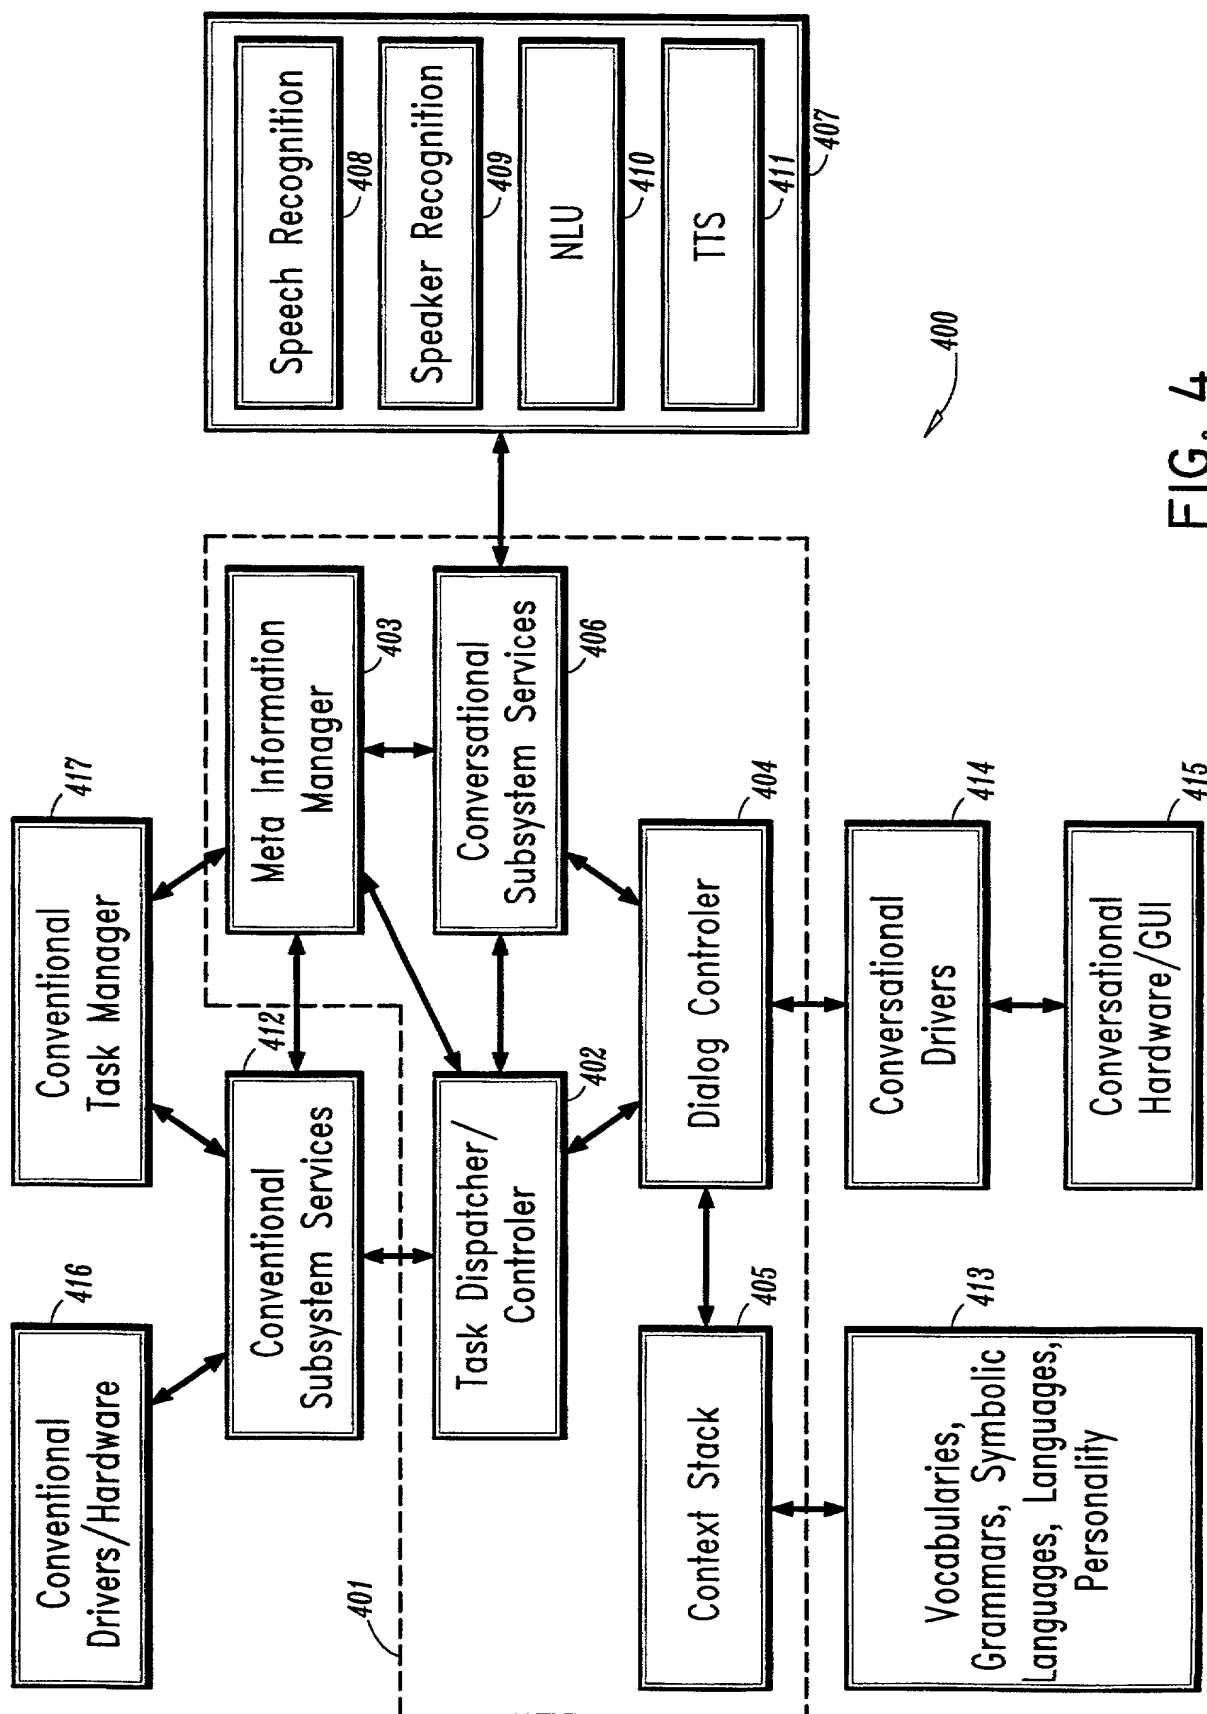 Conventional
Drivers/Hardware
416
Conventional
Task Manager
417
Conventional
Subsystem Services
412
Meta Information
Manager
403
401
Task Dispatcher/
Controler
402
Conversational
Subsystem Services
406
Speech Recognition
408
Speaker Recognition
409
NLU
410
TTS
411
407
Context Stack
405
Dialog Controler
404
Vocabularies,
Grammars, Symbolic
Languages, Languages,
Personality
413
Conversational
Drivers
414
Conversational
Hardware/GUI
415
400
FIG. 4